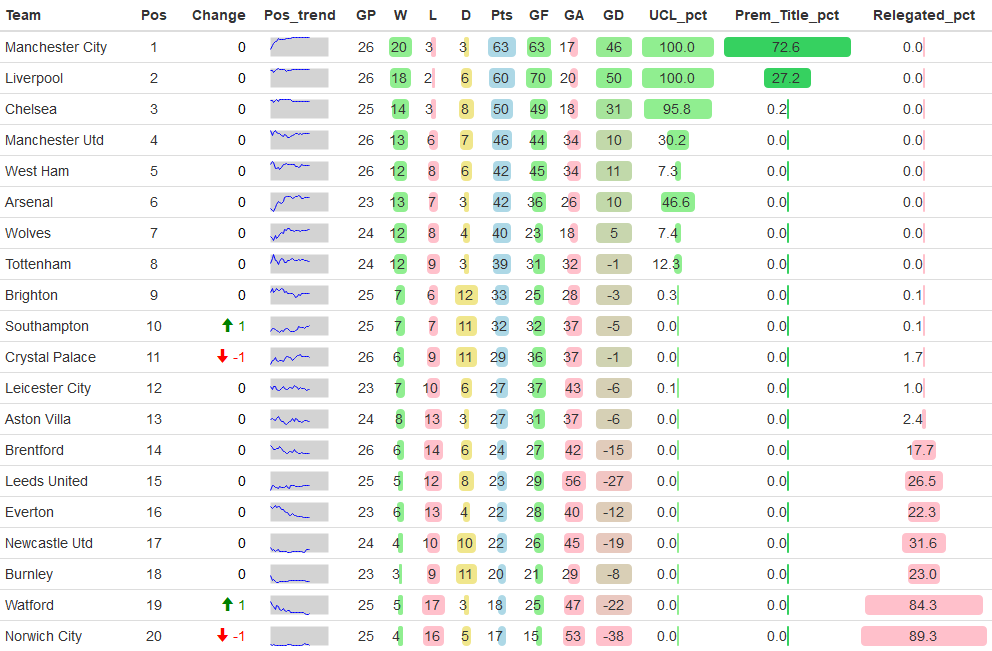 Team Pos Change Pos_trend GP W L D Pts GF GA GD UCL_pct Prem_Title_pct Relegated_pct
Manchester City 1 0 26 20 3 3 63 63 17 46 100.0 72.6 0.0
Liverpool 2 0 26 18 2 6 60 70 20 50 100.0 27.2 0.0
Chelsea 3 0 25 14 3 8 50 49 18 31 95.8 0.2 0.0
Manchester Utd 4 0 26 13 6 7 46 44 34 10 30.2 0.0 0.0
West Ham 5 0 26 12 8 6 42 45 34 11 7.3 0.0 0.0
Arsenal 6 0 23 13 7 3 42 36 26 10 46.6 0.0 0.0
Wolves 7 0 24 12 8 4 40 23 18 5 7.4 0.0 0.0
Tottenham 8 0 24 12 9 3 39 31 32 -1 12.3 0.0 0.0
Brighton 9 0 25 7 6 12 33 25 28 -3 0.3 0.0 0.1
Southampton 10 1 25 7 7 11 32 32 37 -5 0.0 0.0 0.1
Crystal Palace 11 -1 26 6 9 11 29 36 37 -1 0.0 0.0 1.7
Leicester City 12 0 23 7 10 6 27 37 43 -6 0.1 0.0 1.0
Aston Villa 13 0 24 8 13 3 27 31 37 -6 0.0 0.0 2.4
Brentford 14 0 26 6 14 6 24 27 42 -15 0.0 0.0 17.7
Leeds United 15 0 25 5 12 8 23 29 56 -27 0.0 0.0 26.5
Everton 16 0 23 6 13 4 22 28 40 -12 0.0 0.0 22.3
Newcastle Utd 17 0 24 4 10 10 22 26 45 -19 0.0 0.0 31.6
Burnley 18 0 23 3 9 11 20 21 29 -8 0.0 0.0 23.0
Watford 19 1 25 5 17 3 18 25 47 -22 0.0 0.0 84.3
Norwich City 20 -1 25 4 16 5 17 15 53 -38 0.0 0.0 89.3